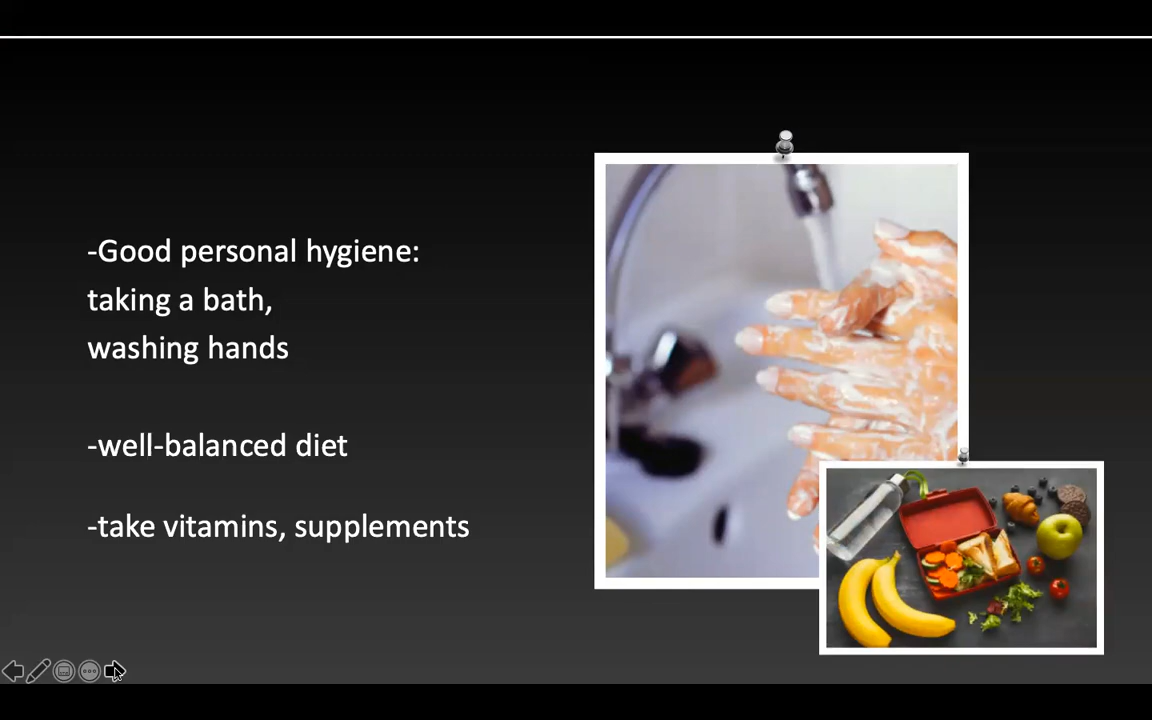 -Good personal hygiene:
taking a bath,
washing hands
-well-balanced diet
-take vitamins, supplements